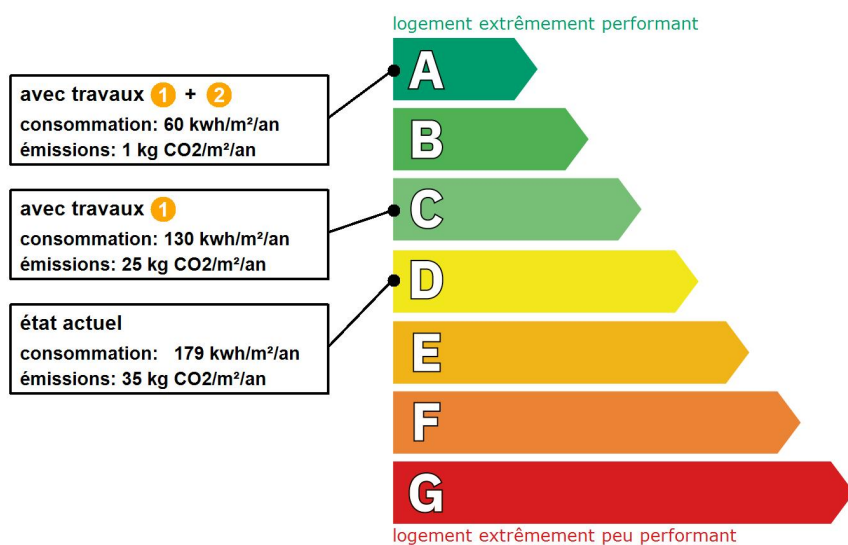 logement extrêmement performant
A
avec travaux 1 + 2
consommation: 60 kwh/m²/an
émissions: 1 kg CO2/m²/an
B
avec travaux 1
consommation: 130 kwh/m²/an
émissions: 25 kg CO2/m²/an
C
D
état actuel
consommation: 179 kwh/m²/an
émissions: 35 kg CO2/m²/an
E
F
G
logement extrêmement peu performant